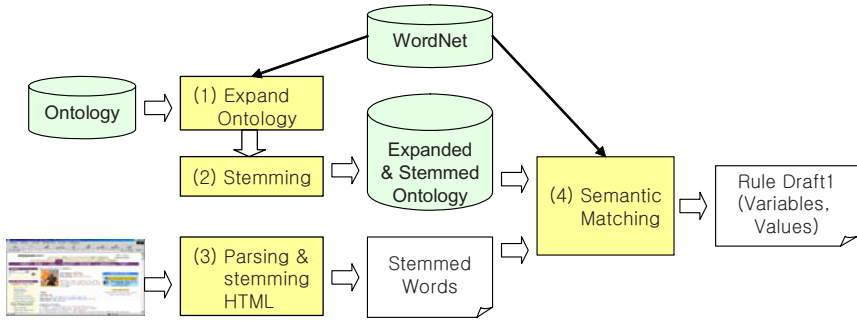 WordNet
Ontology
(1) Expand
Ontology
(2) Stemming
Expanded
& Stemmed
Ontology
(4) Semantic
Matching
Rule Draft1
(Variables,
Values)
(3) Parsing &
stemming
HTML
Stemmed
Words